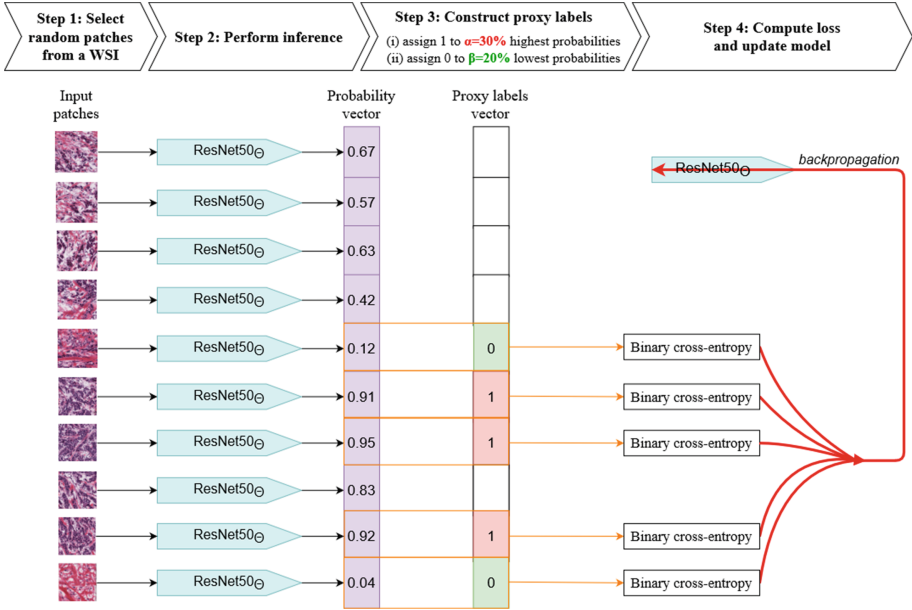 Step 1: Select
random patches
from a WSI
Step 2: Perform inference
Step 3: Construct proxy labels
(i) assign 1 to α=30% highest probabilities
(ii) assign 0 to β=20% lowest probabilities
Step 4: Compute loss
and update model
Input
patches
Probability
vector
Proxy labels
vector
ResNet50Θ
0.67
ResNet50Θ
backpropagation
ResNet50Θ
0.57
ResNet50Θ
0.63
ResNet50Θ
0.42
ResNet50Θ
0.12
0
Binary cross-entropy
ResNet50Θ
0.91
1
Binary cross-entropy
ResNet50Θ
0.95
1
Binary cross-entropy
ResNet50Θ
0.83
ResNet50Θ
0.92
1
Binary cross-entropy
ResNet50Θ
0.04
0
Binary cross-entropy